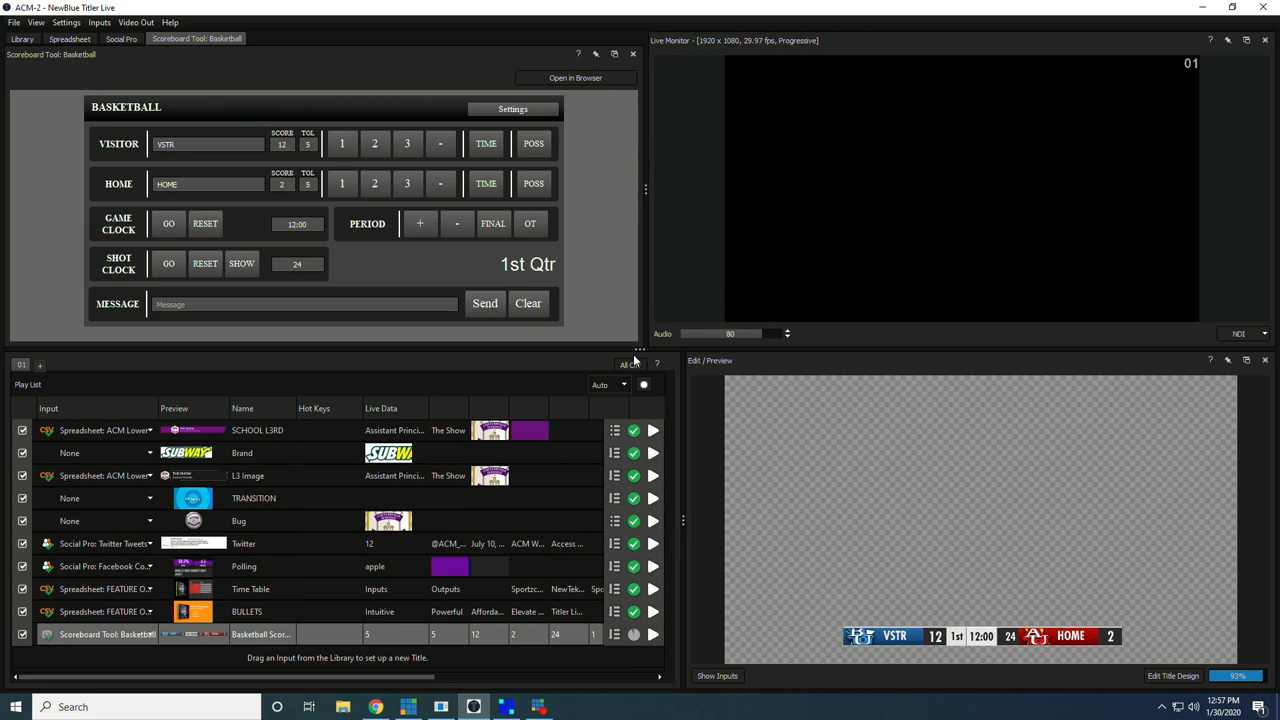 ACM-2 - NewBlue Titler Live
File View Settings Inputs Video Out Help
Library Spreadsheet Social Pro Scoreboard Tool: Basketball
Scoreboard Tool: Basketball ?
Live Monitor - [1920 x 1080, 29.97 fps, Progressive] ?
Open in Browser
01
BASKETBALL Settings
SCORE TOL
VISITOR VSTR 12 5 1 2 3 - TIME POSS
SCORE TOL
HOME HOME 2 5 1 2 3 - TIME POSS
GAME CLOCK GO RESET 12:00 PERIOD + - FINAL OT
SHOT CLOCK GO RESET SHOW 24 1st Qtr
MESSAGE Message Send Clear
Audio 80 NDI
01 + All ?
Edit / Preview ?
Play List Auto
Input Preview Name Hot Keys Live Data
Spreadsheet: ACM Lower SCHOOL L3RD Assistant Princi... The Show
None SUBWAY Brand SUBW
Spreadsheet: ACM Lower THE SHOW L3 Image Assistant Princi... The Show
None TRANSITION
None Bug
Social Pro: Twitter Tweets Twitter 12 @ACM_... July 10, ... ACM W... Access ...
Social Pro: Facebook Co... Polling apple
Spreadsheet: FEATURE O... Time Table Inputs Outputs Sportzc... NewTek... Spo
Spreadsheet: FEATURE O... BULLETS Intuitive Powerful Afforda... Elevate ... Titler Li...
Scoreboard Tool: Basketba Basketball Scor... 5 5 12 2 24 1
BU VSTR 12 1st 12:00 24 AU HOME 2
Drag an Input from the Library to set up a new Title.
Show Inputs Edit Title Design 93%
Search
12:57 PM
1/30/2020
1